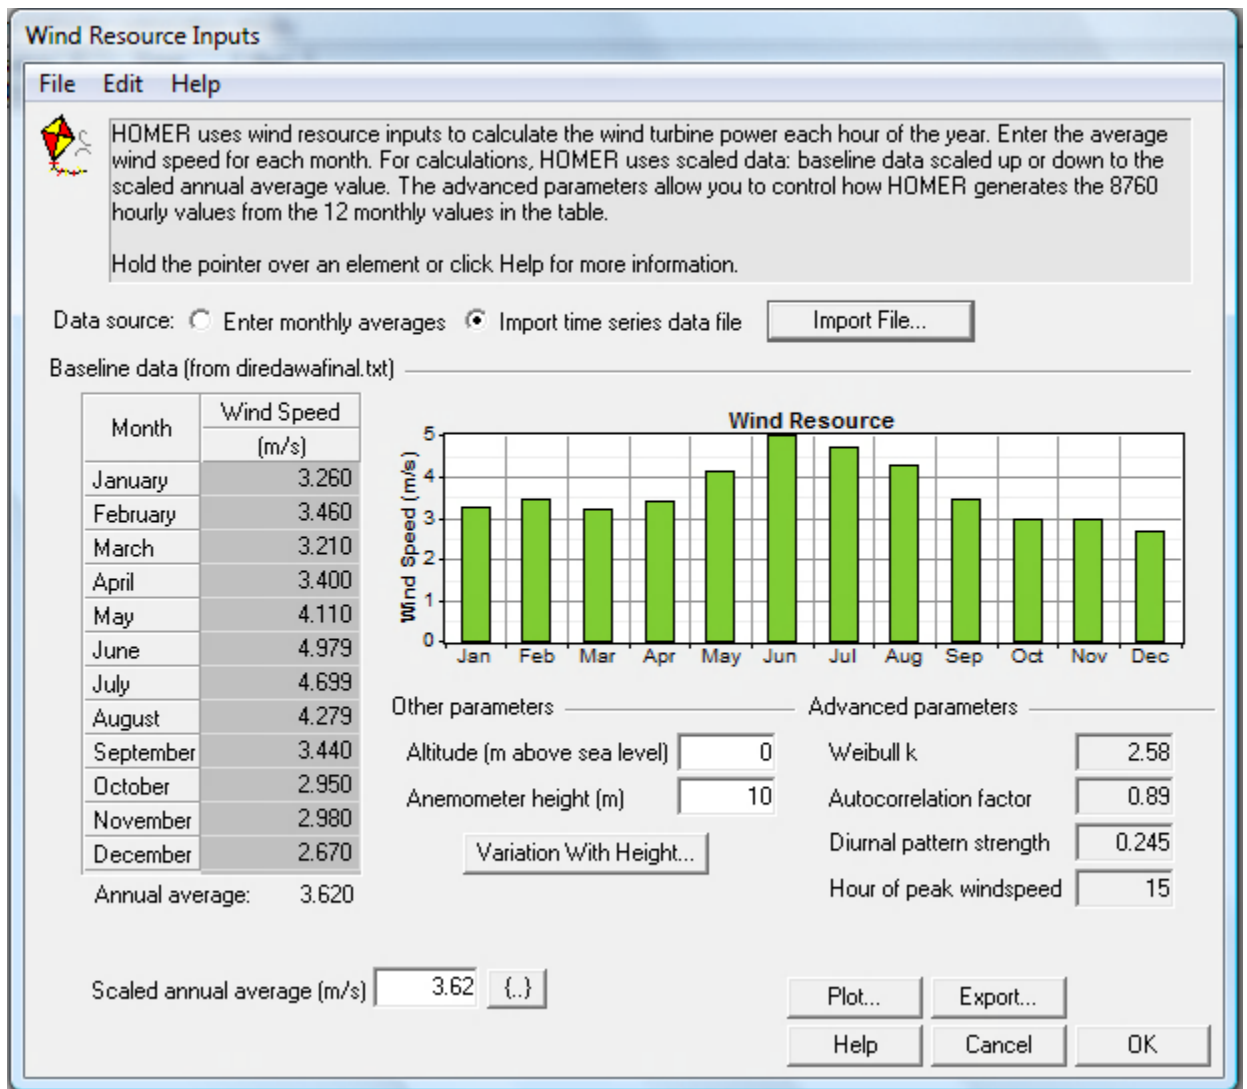 Wind Resource Inputs
File Edit Help
HOMER uses wind resource inputs to calculate the wind turbine power each hour of the year. Enter the average
wind speed for each month. For calculations, HOMER uses scaled data: baseline data scaled up or down to the
scaled annual average value. The advanced parameters allow you to control how HOMER generates the 8760
hourly values from the 12 monthly values in the table.
Hold the pointer over an element or click Help for more information.
Data source: Enter monthly averages Import time series data file Import File...
Baseline data (from diredawafinal.txt)
Month Wind Speed
(m/s)
January 3.260
February 3.460
March 3.210
April 3.400
May 4.110
June 4.979
July 4.699
August 4.279
September 3.440
October 2.950
November 2.980
December 2.670
Annual average: 3.620
Wind Resource
Wind Speed (m/s)
5
4
3
2
1
0
Jan Feb Mar Apr May Jun Jul Aug Sep Oct Nov Dec
Other parameters
Altitude (m above sea level) 0
Anemometer height (m) 10
Variation With Height...
Advanced parameters
Weibull k 2.58
Autocorrelation factor 0.89
Diurnal pattern strength 0.245
Hour of peak windspeed 15
Scaled annual average (m/s) 3.62 {..}
Plot... Export...
Help Cancel OK